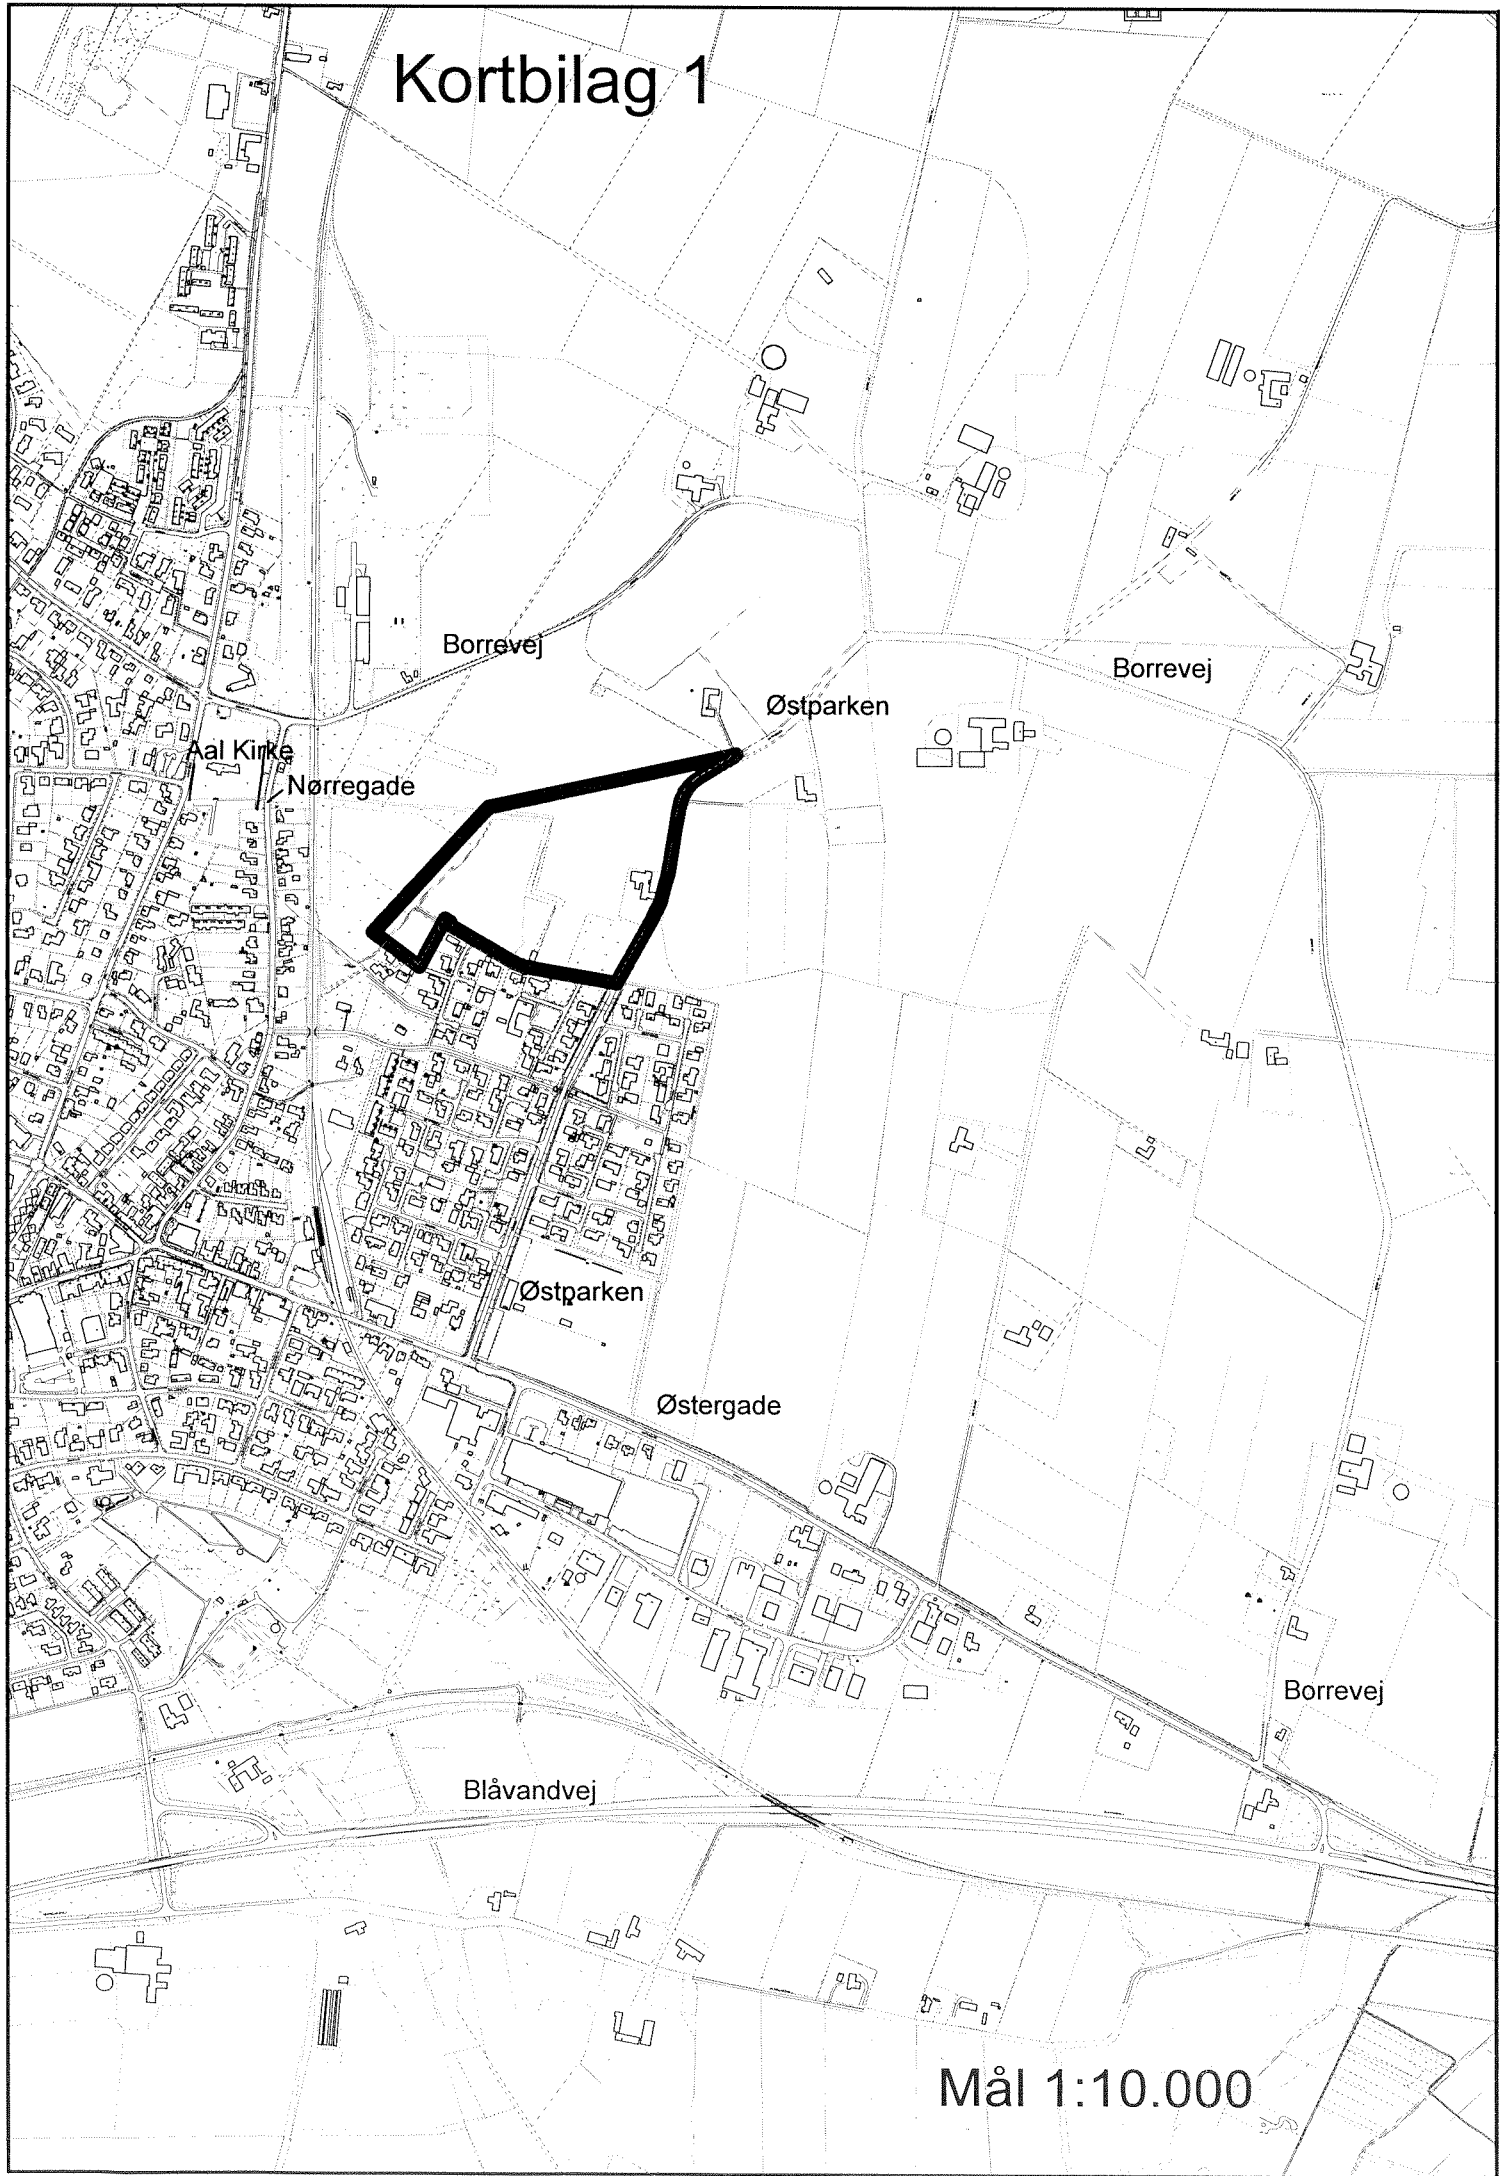 Kortbilag 1
Borrevej
Borrevej
Østparken
Aal Kirke
Nørregade
Østparken
Østergade
Borrevej
Blåvandvej
Mål 1:10.000